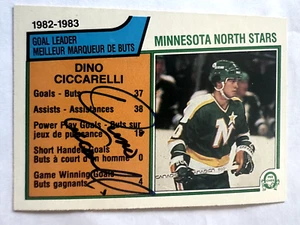 1982-1983
GOAL LEADER
MEILLEUR MARQUEUR DE BUTS
MINNESOTA NORTH STARS
DINO
CICCARELLI
Goals - Buts 37
Assists - Assistances 38
Power Play Goals - Buts sur
jeu de puissance
Short Handed Goals
Buts à court d'un homme 0
Game Winning Goals
Buts gagnants 4
N